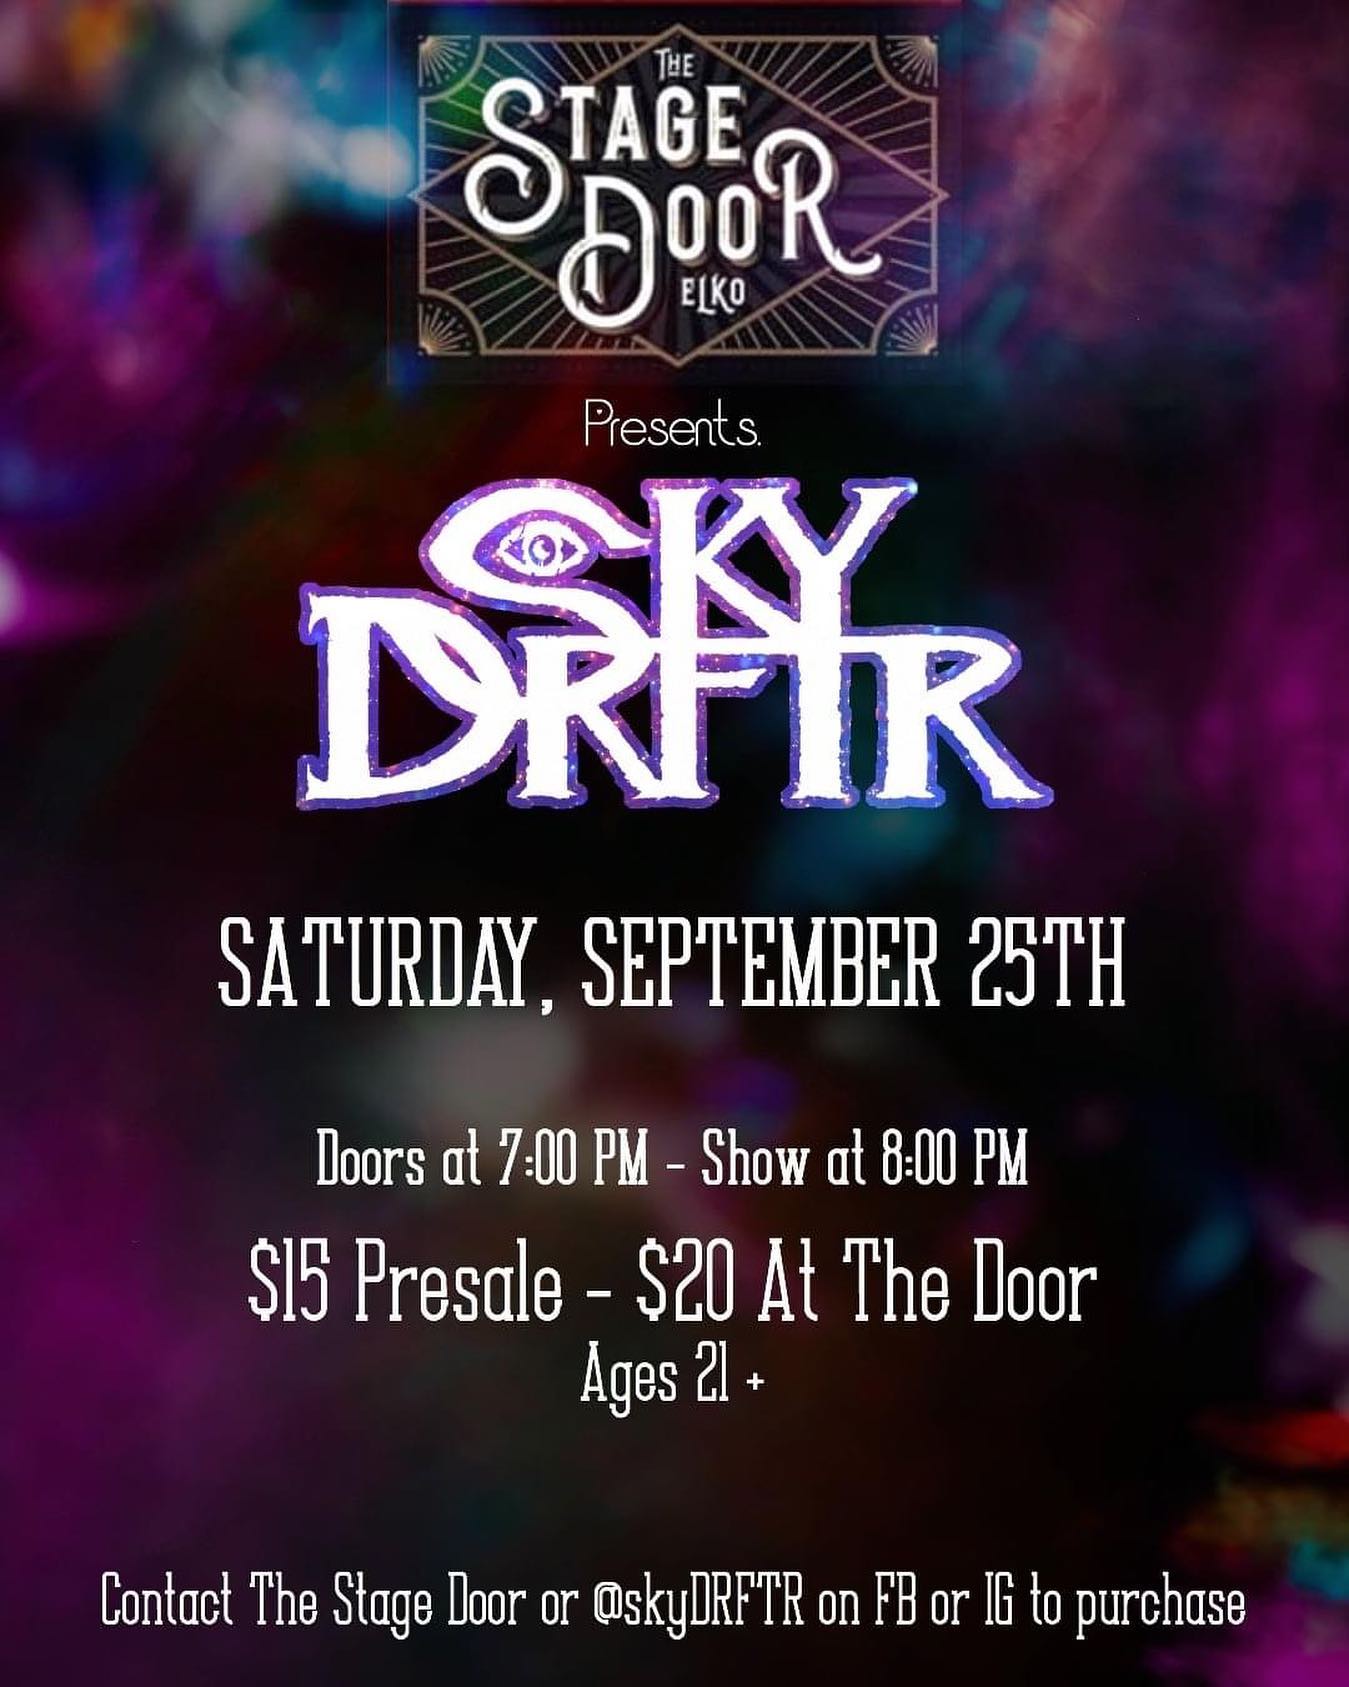 THE
STAGE
DOOR
ELKO
Presents.
SKY
DRFTR
SATURDAY, SEPTEMBER 25TH
Doors at 7:00 PM - Show at 8:00 PM
$15 Presale - $20 At The Door
Ages 21 +
Contact The Stage Door or @skyDRFTR on FB or IG to purchase